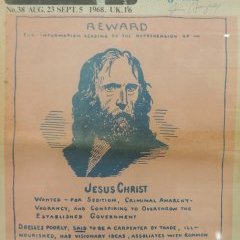 No.38 AUG, 23 SEPT. 5 1968. UK. 1/6
REWARD
FOR INFORMATION LEADING TO THE APPREHENSION OF —
JESUS CHRIST
WANTED – FOR SEDITION, CRIMINAL ANARCHY-
VAGRANCY, AND CONSPIRING TO OVERTHROW THE
ESTABLISHED GOVERNMENT
DRESSES POORLY, SAID TO BE A CARPENTER BY TRADE, ILL-
NOURISHED, HAS VISIONARY IDEAS, ASSOCIATES WITH COMMON